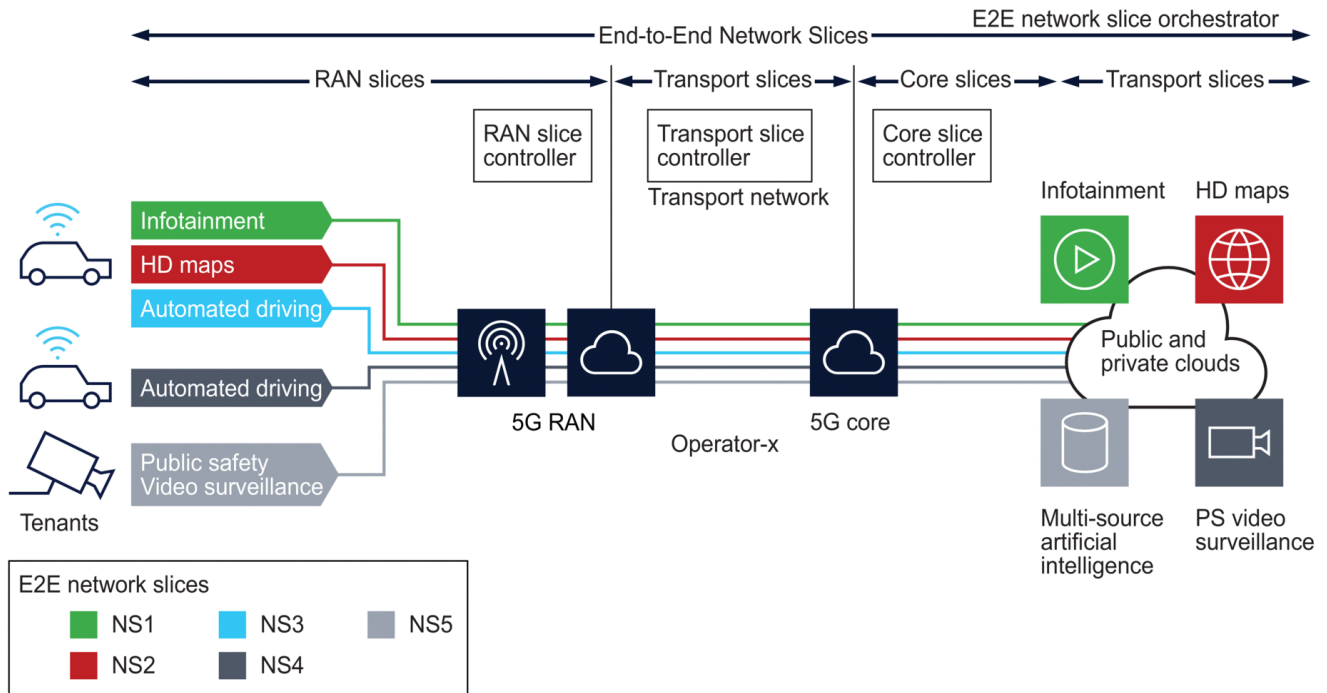 E2E network slice orchestrator
End-to-End Network Slices
RAN slices
Transport slices
Core slices
Transport slices
RAN slice
controller
Transport slice
controller
Core slice
controller
Transport network
Infotainment
HD maps
Infotainment
HD maps
Automated driving
Automated driving
Public safety
Video surveillance
Tenants
5G RAN
Operator-x
5G core
Public and
private clouds
Multi-source
artificial
intelligence
PS video
surveillance
E2E network slices
NS1
NS3
NS5
NS2
NS4